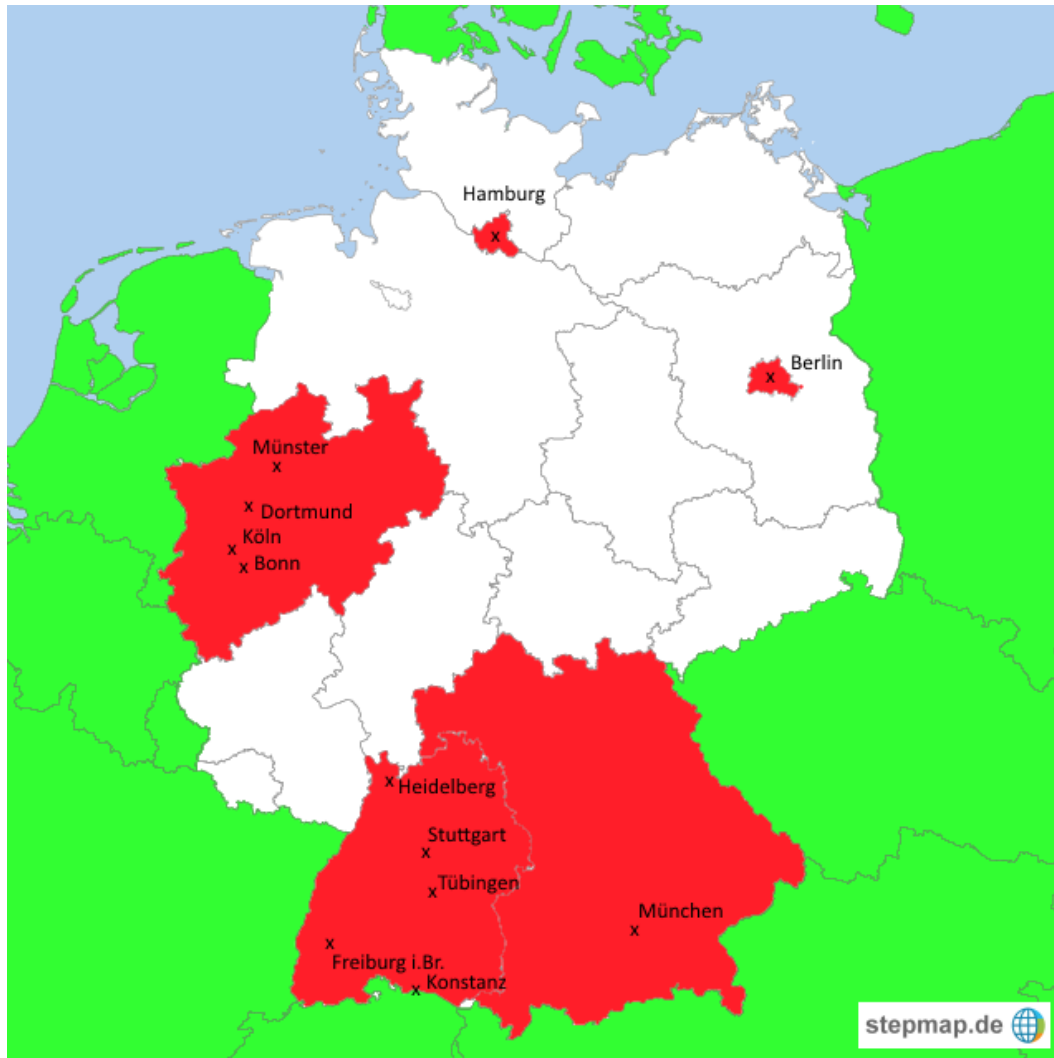 Hamburg
Berlin
Münster
Dortmund
Köln
Bonn
Heidelberg
Stuttgart
Tübingen
München
Freiburg i.Br.
Konstanz
stepmap.de